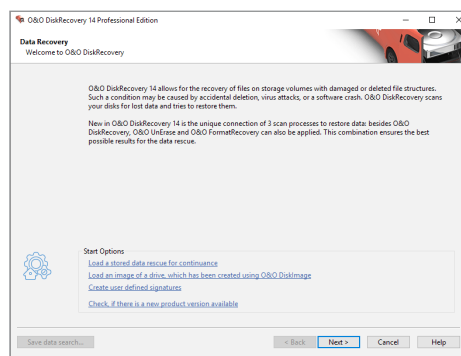 O&O DiskRecovery 14 Professional Edition
Data Recovery
Welcome to O&O DiskRecovery
O&O DiskRecovery 14 allows for the recovery of files on storage volumes with damaged or deleted file structures.
Such a condition may be caused by accidental deletion, virus attacks, or a software crash. O&O DiskRecovery scans
your disks for lost data and tries to restore them.
New in O&O DiskRecovery 14 is the unique connection of 3 scan processes to restore data: besides O&O
DiskRecovery, O&O UnErase and O&O FormatRecovery can also be applied. This combination ensures the best
possible results for the data rescue.
Start Options
Load a stored data rescue for continuance
Load an image of a drive, which has been created using O&O DiskImage
Create user defined signatures
Check, if there is a new product version available
Save data search...
< Back
Next >
Cancel
Help